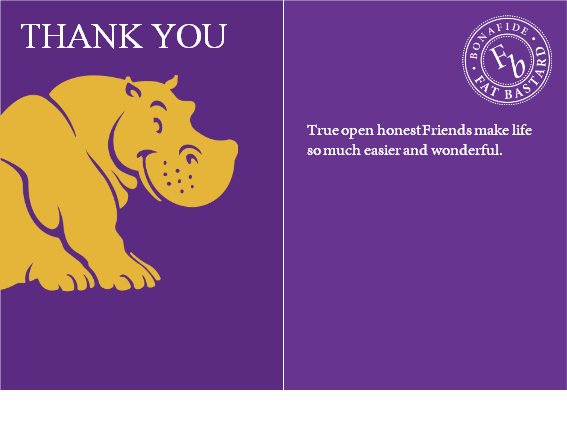 THANK YOU
• BONAFIDE •
Fb
FAT BASTARD
True open honest Friends make life
so much easier and wonderful.